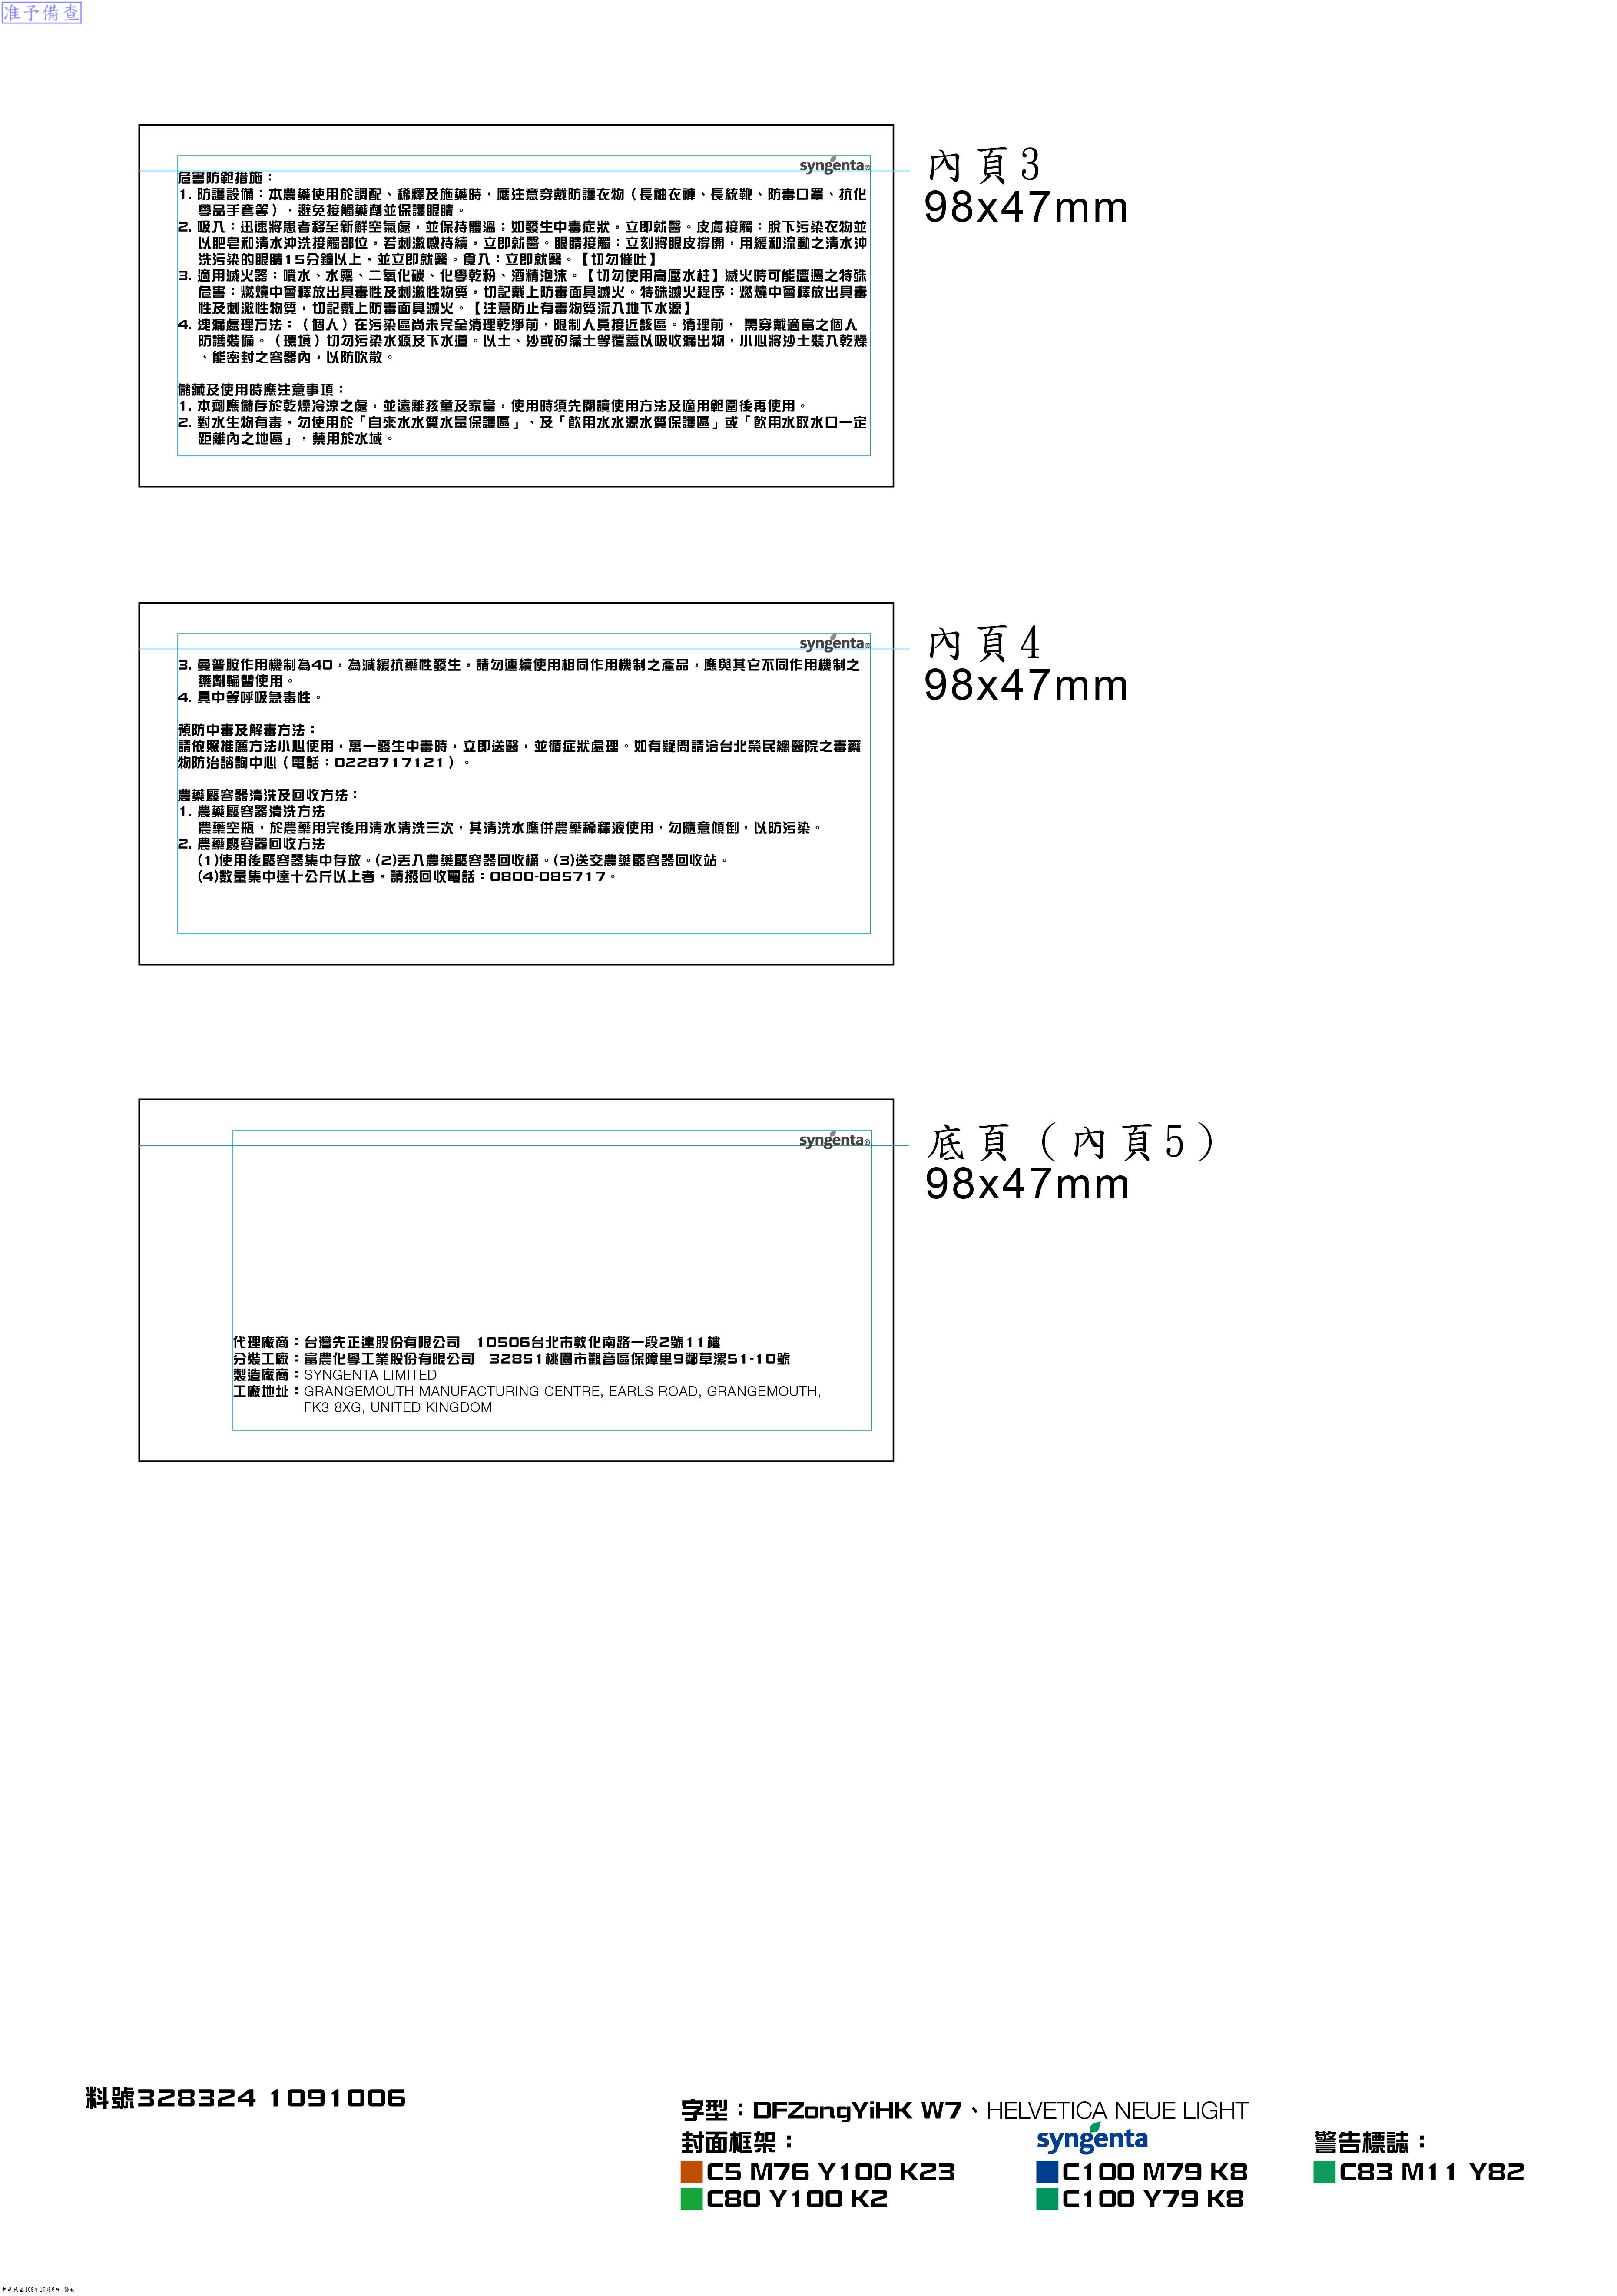 准予備查
syngenta®
內頁3
98x47mm
危害防範措施：
1. 防護設備：本農藥使用於調配、稀釋及施藥時，應注意穿戴防護衣物（長袖衣褲、長統靴、防毒口罩、抗化
學品手套等），避免接觸藥劑並保護眼睛。
2. 吸入：迅速將患者移至新鮮空氣處，並保持體溫；如發生中毒症狀，立即就醫。皮膚接觸：脫下污染衣物並
以肥皂和清水沖洗接觸部位，若刺激感持續，立即就醫。眼睛接觸：立刻將眼皮撐開，用緩和流動之清水沖
洗污染的眼睛15分鐘以上，並立即就醫。食入：立即就醫。【切勿催吐】
3. 適用滅火器：噴水、水霧、二氧化碳、化學乾粉、酒精泡沫。【切勿使用高壓水柱】滅火時可能遭遇之特殊
危害：燃燒中會釋放出具毒性及刺激性物質，切記戴上防毒面具滅火。特殊滅火程序：燃燒中會釋放出具毒
性及刺激性物質，切記戴上防毒面具滅火。【注意防止有毒物質流入地下水源】
4. 洩漏處理方法：（個人）在污染區尚未完全清理乾淨前，限制人員接近該區。清理前， 需穿戴適當之個人
防護裝備。（環境）切勿污染水源及下水道。以土、沙或矽藻土等覆蓋以吸收漏出物，小心將沙土裝入乾燥
、能密封之容器內，以防吹散。
儲藏及使用時應注意事項：
1. 本劑應儲存於乾燥冷流之處，並遠離孩童及家畜，使用時須先閱讀使用方法及適用範圍後再使用。
2. 對水生物有毒，勿使用於「自來水水質水量保護區」、及「飲用水水源水質保護區」或「飲用水取水口一定
距離內之地區」，禁用於水域。
syngenta®
內頁4
98x47mm
3. 曼普胺作用機制為40，為減緩抗藥性發生，請勿連續使用相同作用機制之產品，應與其它不同作用機制之
藥劑輪替使用。
4. 具中等呼吸急毒性。
預防中毒及解毒方法：
請依照推薦方法小心使用，萬一發生中毒時，立即送醫，並循症狀處理。如有疑問請洽台北榮民總醫院之毒藥
物防治諮詢中心（電話：0228717121）。
農藥廢容器清洗及回收方法：
1. 農藥廢容器清洗方法
農藥空瓶，於農藥用完後用清水清洗三次，其清洗水應併農藥稀釋液使用，勿隨意傾倒，以防污染。
2. 農藥廢容器回收方法
(1)使用後廢容器集中存放。(2)丟入農藥廢容器回收桶。(3)送交農藥廢容器回收站。
(4)數量集中達十公斤以上者，請撥回收電話：0800-085717。
syngenta®
底頁（內頁5）
98x47mm
代理廠商：台灣先正達股份有限公司　10506台北市敦化南路一段2號11樓
分裝工廠：富農化學工業股份有限公司　32851桃園市觀音區保障里9鄰草漯51-10號
製造廠商：SYNGENTA LIMITED
工廠地址：GRANGEMOUTH MANUFACTURING CENTRE, EARLS ROAD, GRANGEMOUTH,
FK3 8XG, UNITED KINGDOM
料號328324 1091006
字型：DFZongYiHK W7、HELVETICA NEUE LIGHT
封面框架：
C5 M76 Y100 K23
C80 Y100 K2
syngenta
C100 M79 K8
C100 Y79 K8
警告標誌：
C83 M11 Y82
中華民國109年10月8日